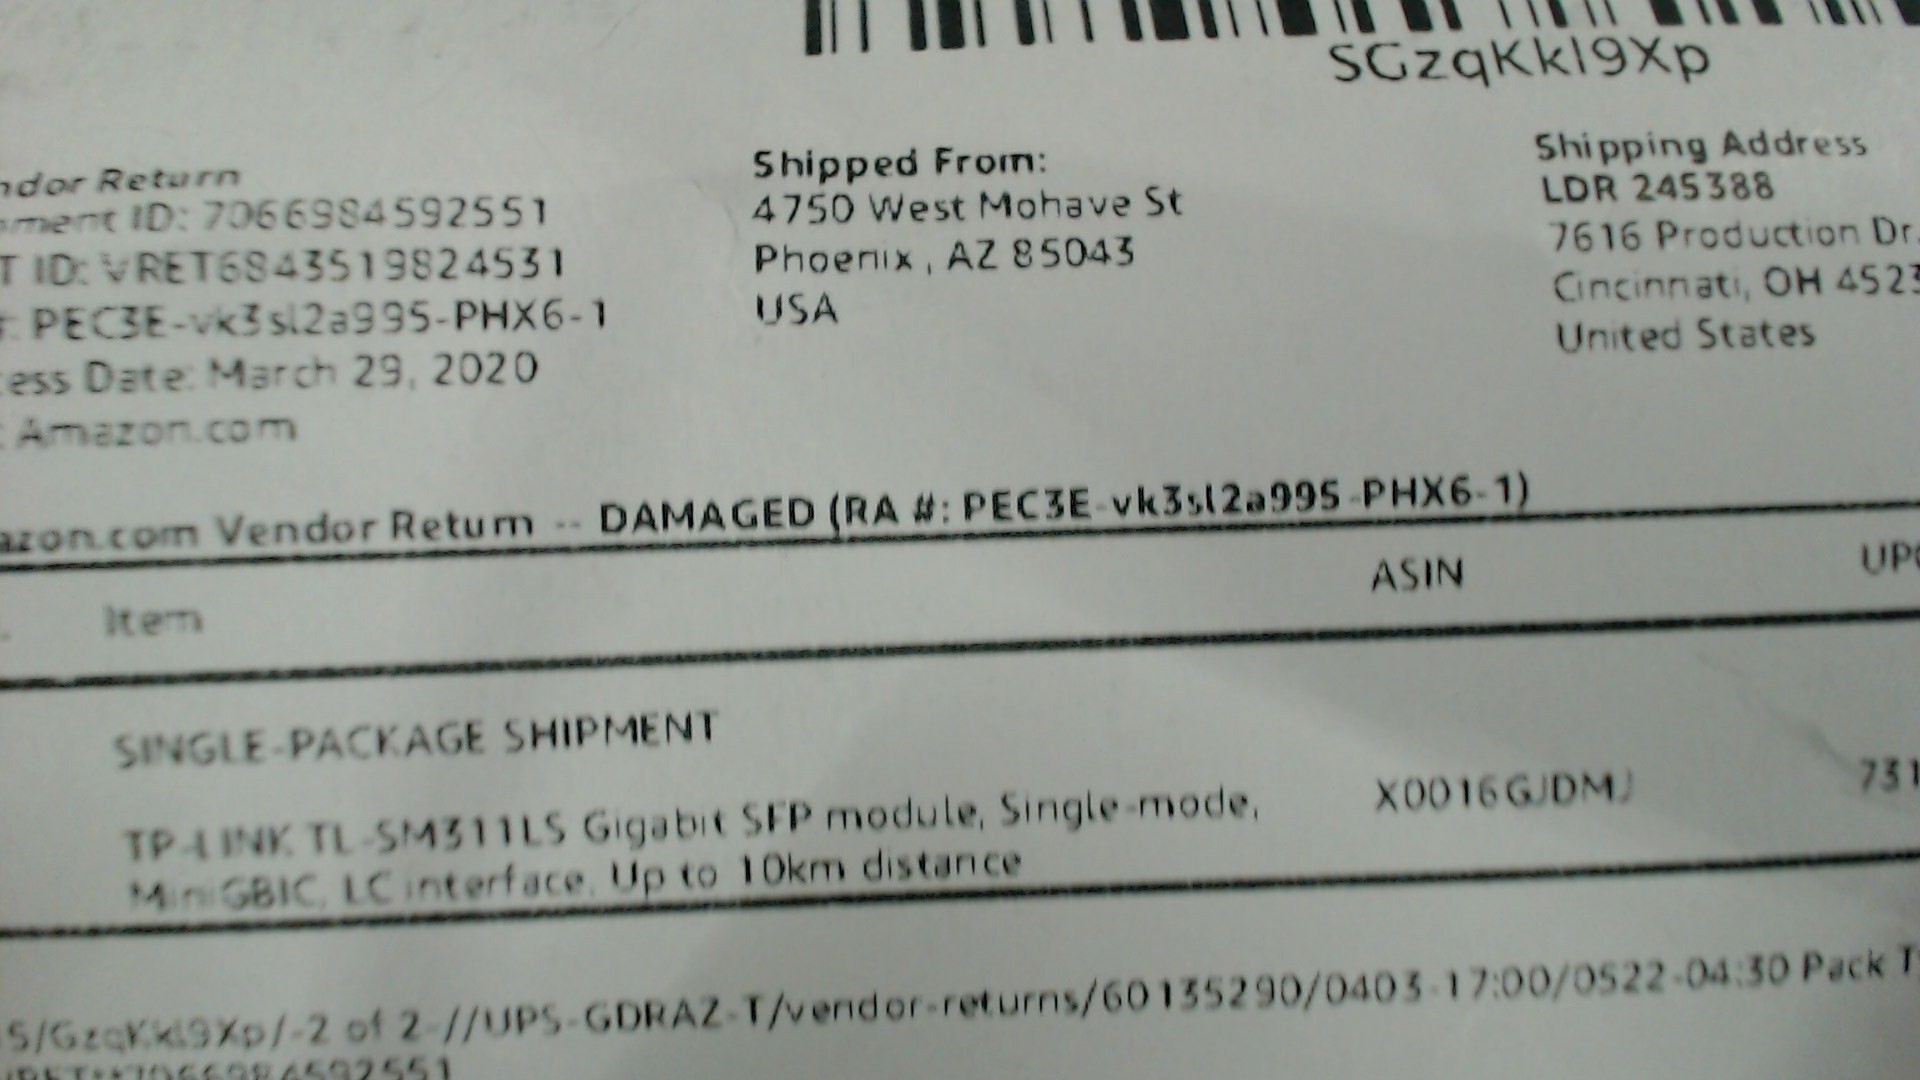 SGzqKkl9Xp
ndor Return
ment ID: 7066984592551
T ID: VRET6843519824531
: PEC3E-vk3sl2a995-PHX6-1
ess Date: March 29, 2020
: Amazon.com
Shipped From:
4750 West Mohave St
Phoenix, AZ 85043
USA
Shipping Address
LDR 245388
7616 Production Dr.
Cincinnati, OH 4523
United States
azon.com Vendor Return -- DAMAGED (RA #: PEC3E-vk3sl2a995-PHX6-1)
Item ASIN UPC
SINGLE-PACKAGE SHIPMENT
TP-LINK TL-SM311LS Gigabit SFP module, Single-mode, X0016GJDMJ 731
MiniGBIC, LC interface, Up to 10km distance
S/GzqKkl9Xp/-2 of 2-//UPS-GDRAZ-T/vendor-returns/60135290/0403-17:00/0522-04:30 Pack T
7066984592551